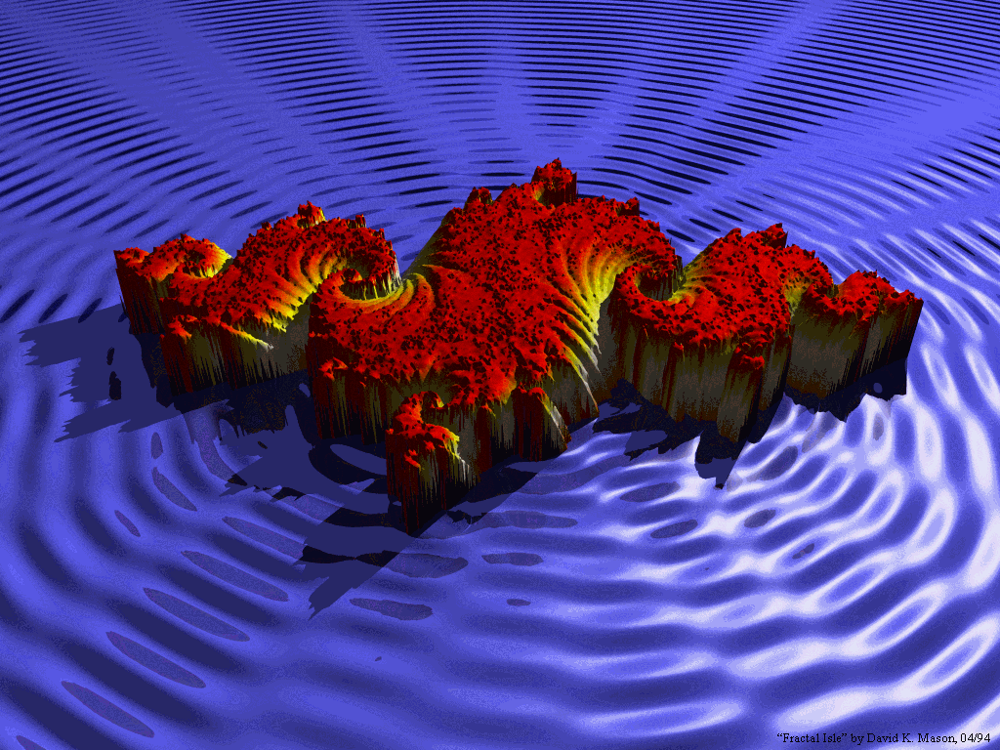 “Fractal Isle” by David K. Mason, 04/94